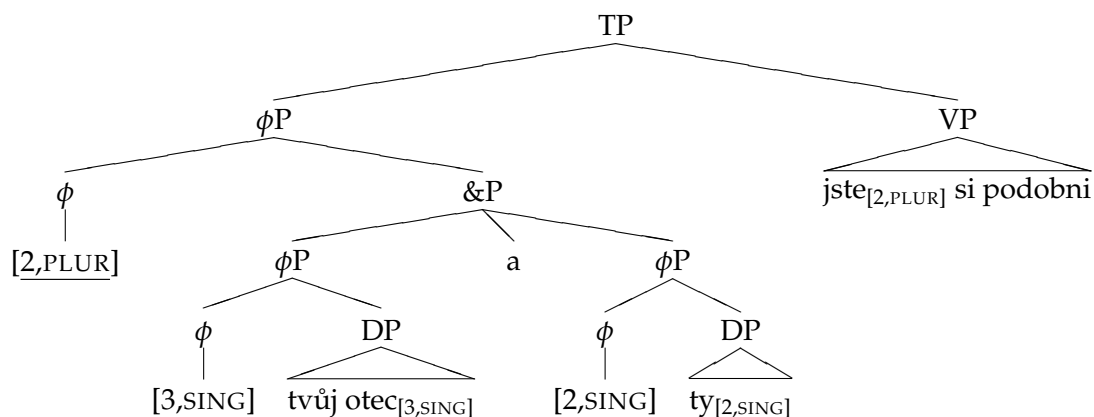 TP
ϕP VP
ϕ &P jste[2,PLUR] si podobni
[2,PLUR] ϕP a ϕP
ϕ DP ϕ DP
[3,SING] tvůj otec[3,SING] [2,SING] ty[2,SING]